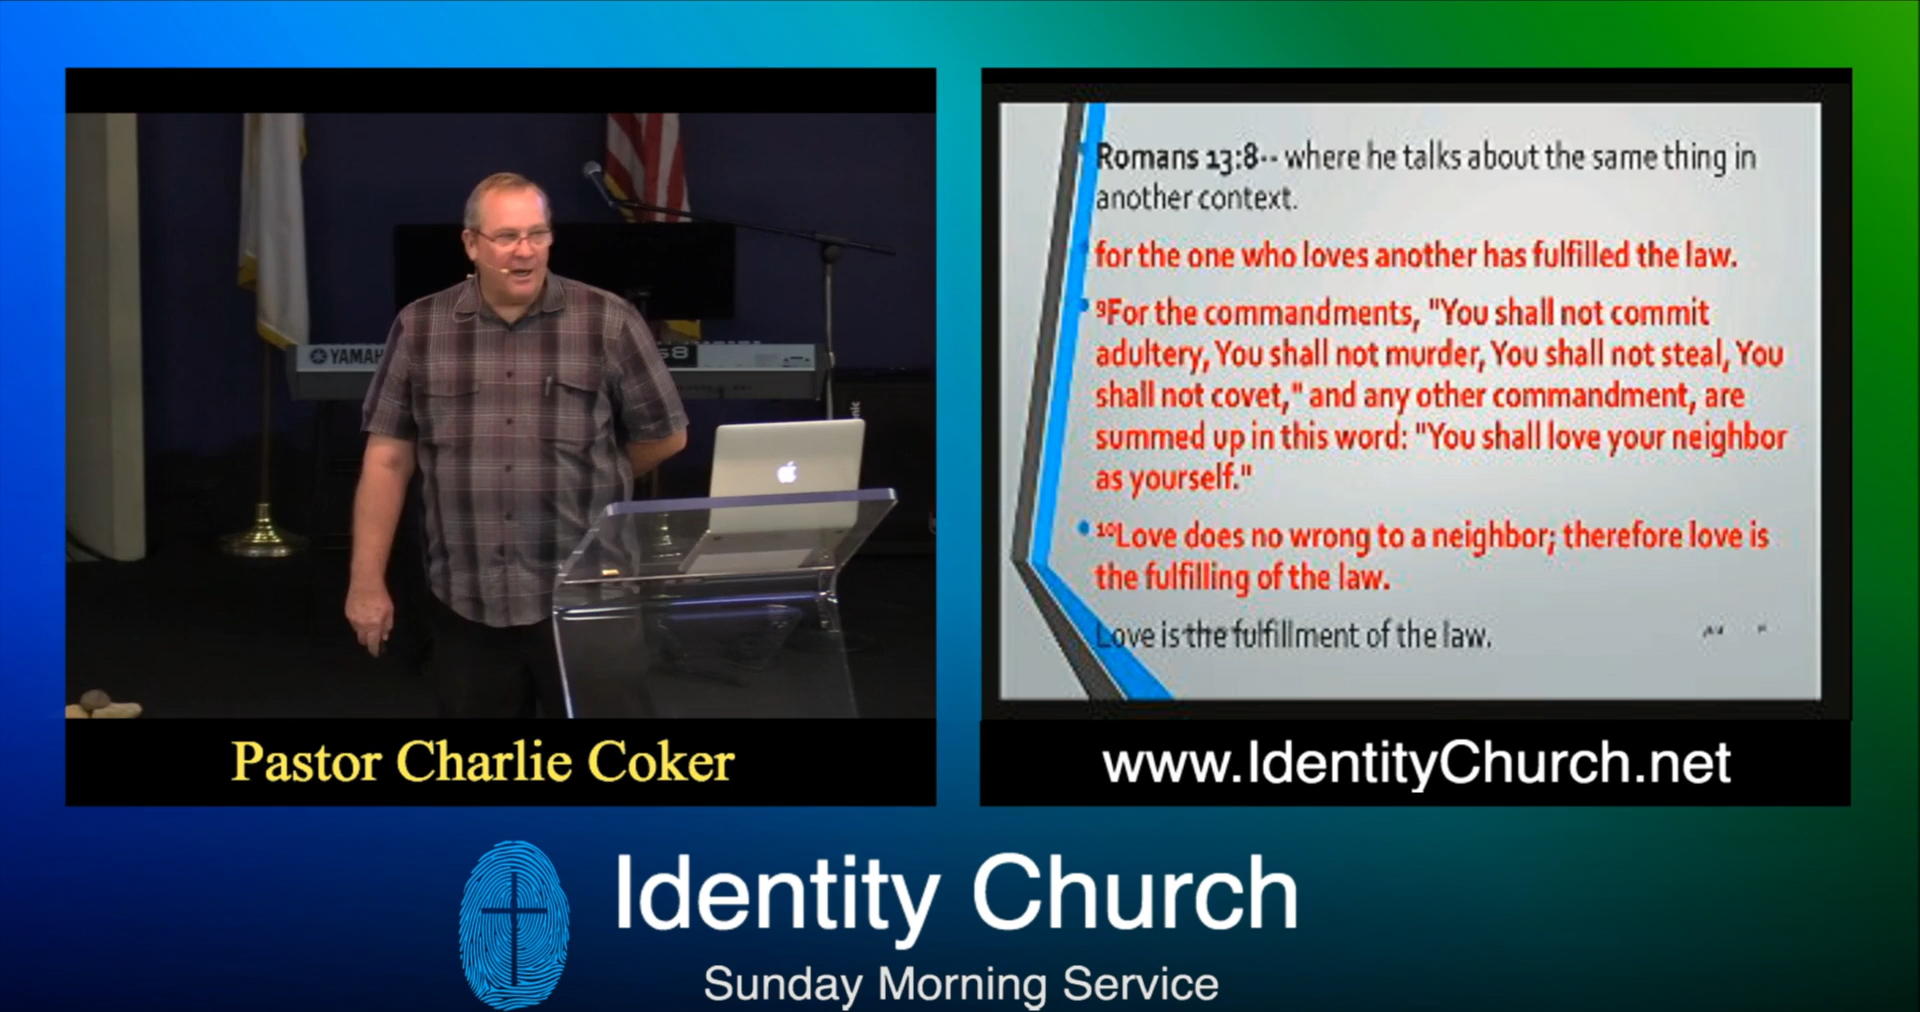 YAMAH
S8
Pastor Charlie Coker
Romans 13:8-- where he talks about the same thing in
another context.
for the one who loves another has fulfilled the law.
9For the commandments, "You shall not commit
adultery, You shall not murder, You shall not steal, You
shall not covet," and any other commandment, are
summed up in this word: "You shall love your neighbor
as yourself."
10Love does no wrong to a neighbor; therefore love is
the fulfilling of the law.
Love is the fulfillment of the law.
www.IdentityChurch.net
Identity Church
Sunday Morning Service